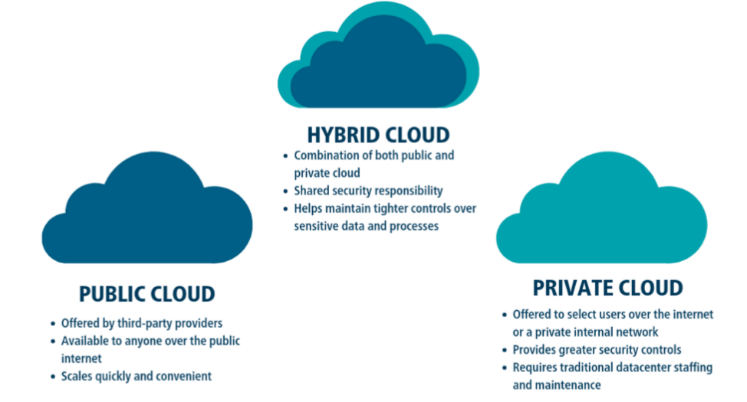 HYBRID CLOUD
• Combination of both public and
private cloud
• Shared security responsibility
• Helps maintain tighter controls over
sensitive data and processes
PUBLIC CLOUD
• Offered by third-party providers
• Available to anyone over the public
internet
• Scales quickly and convenient
PRIVATE CLOUD
• Offered to select users over the internet
or a private internal network
• Provides greater security controls
• Requires traditional datacenter staffing
and maintenance